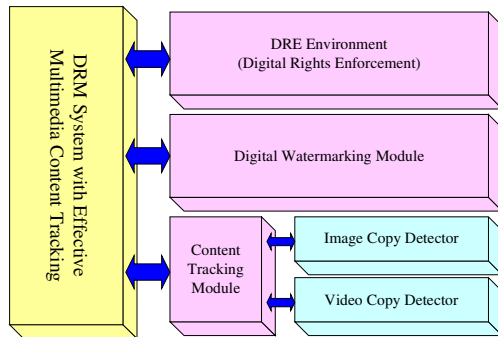 DRM System with Effective
Multimedia Content Tracking
DRE Environment
(Digital Rights Enforcement)
Digital Watermarking Module
Content
Tracking
Module
Image Copy Detector
Video Copy Detector